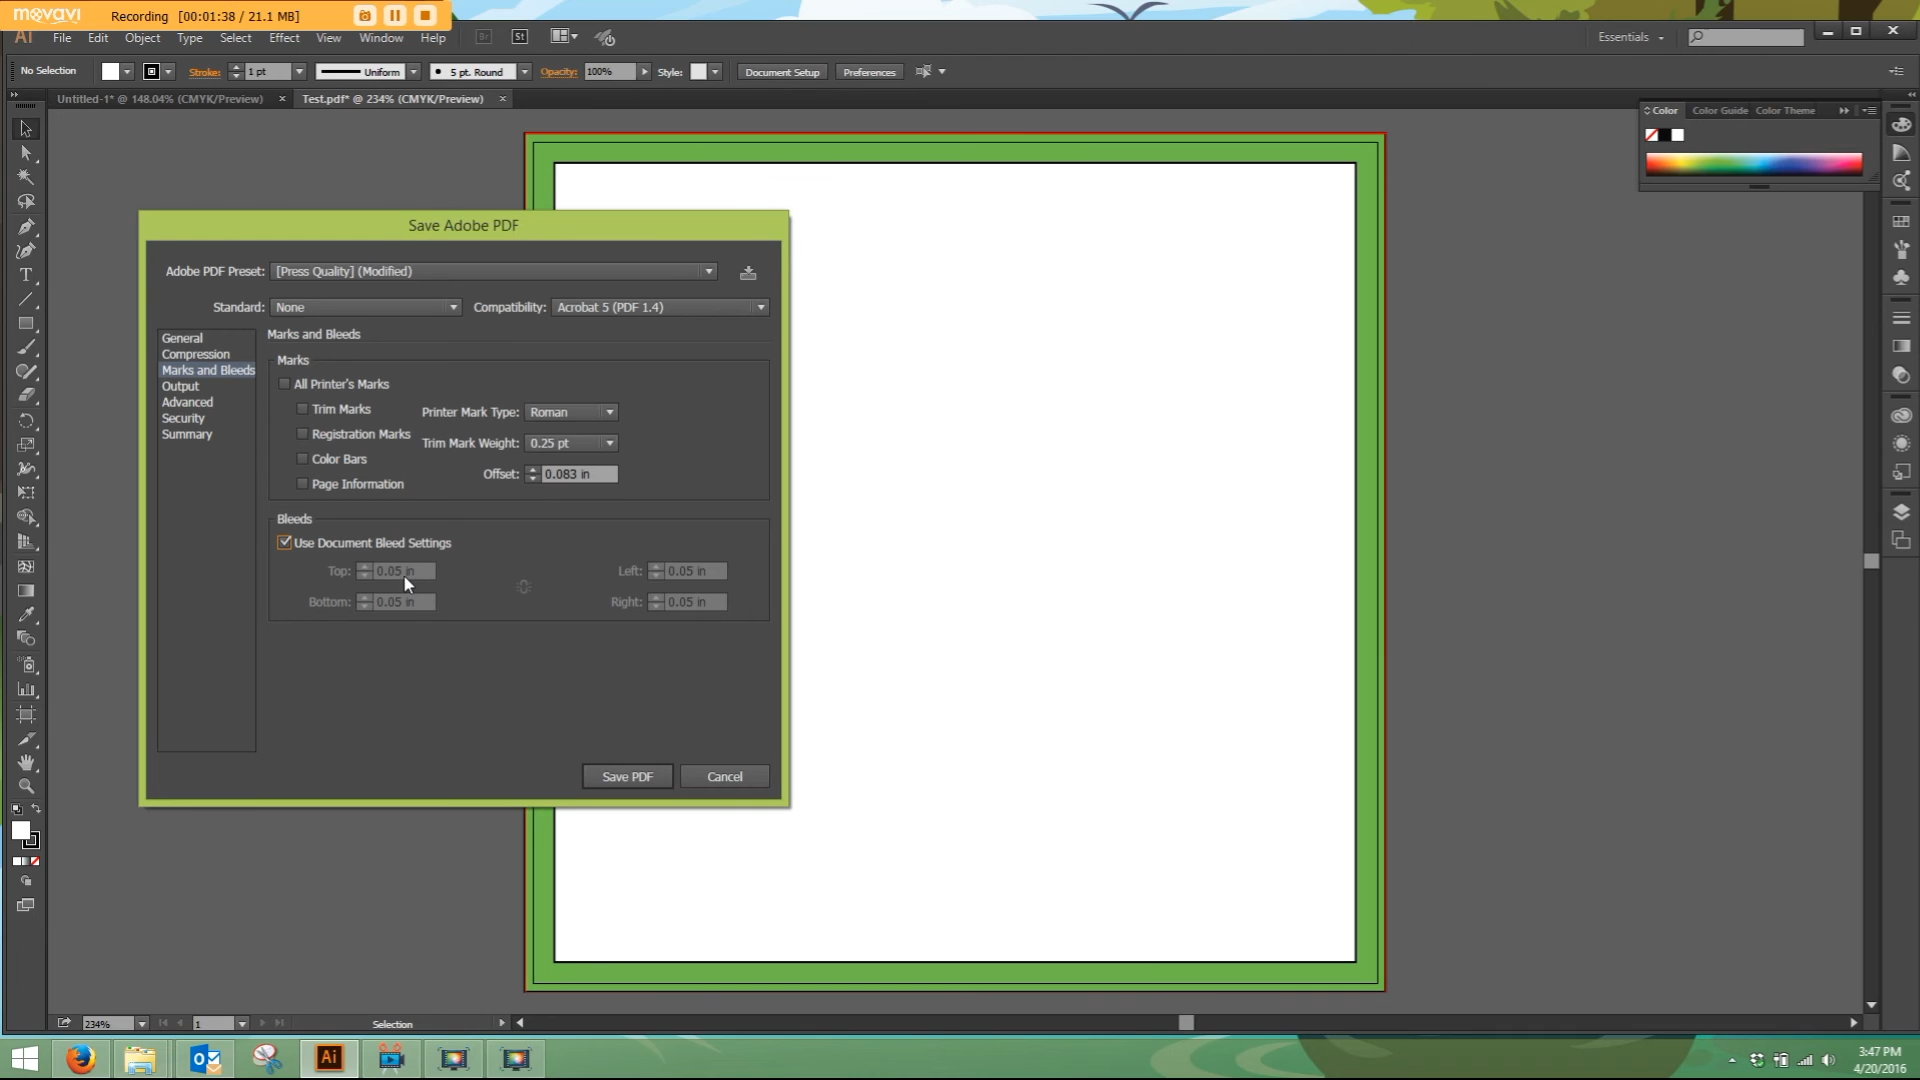 movavi Recording [00:01:38 / 21.1 MB]
Ai File Edit Object Type Select Effect View Window Help Br St Essentials
No Selection Stroke: 1 pt Uniform 5 pt. Round Opacity: 100% Style: Document Setup Preferences
Untitled-1* @ 148.04% (CMYK/Preview) × Test.pdf* @ 234% (CMYK/Preview) ×
Color Color Guide Color Theme
Save Adobe PDF
Adobe PDF Preset: [Press Quality] (Modified)
Standard: None Compatibility: Acrobat 5 (PDF 1.4)
General
Compression
Marks and Bleeds
Output
Advanced
Security
Summary
Marks and Bleeds
Marks
All Printer's Marks
Trim Marks Printer Mark Type: Roman
Registration Marks Trim Mark Weight: 0.25 pt
Color Bars Offset: 0.083 in
Page Information
Bleeds
Use Document Bleed Settings
Top: 0.05 in Left: 0.05 in
Bottom: 0.05 in Right: 0.05 in
Save PDF Cancel
T
234% 1 Selection
Ai
3:47 PM
4/20/2016